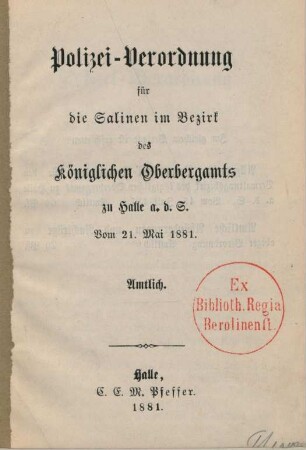 Polizei-Verordnung
für
die Salinen im Bezirk
des
Königlichen Oberbergamts
zu Halle a. d. S.
Vom 21. Mai 1881.
Amtlich.
Ex
Biblioth. Regia
Berolinensi.
Halle,
C. E. M. Pfeffer.
1881.